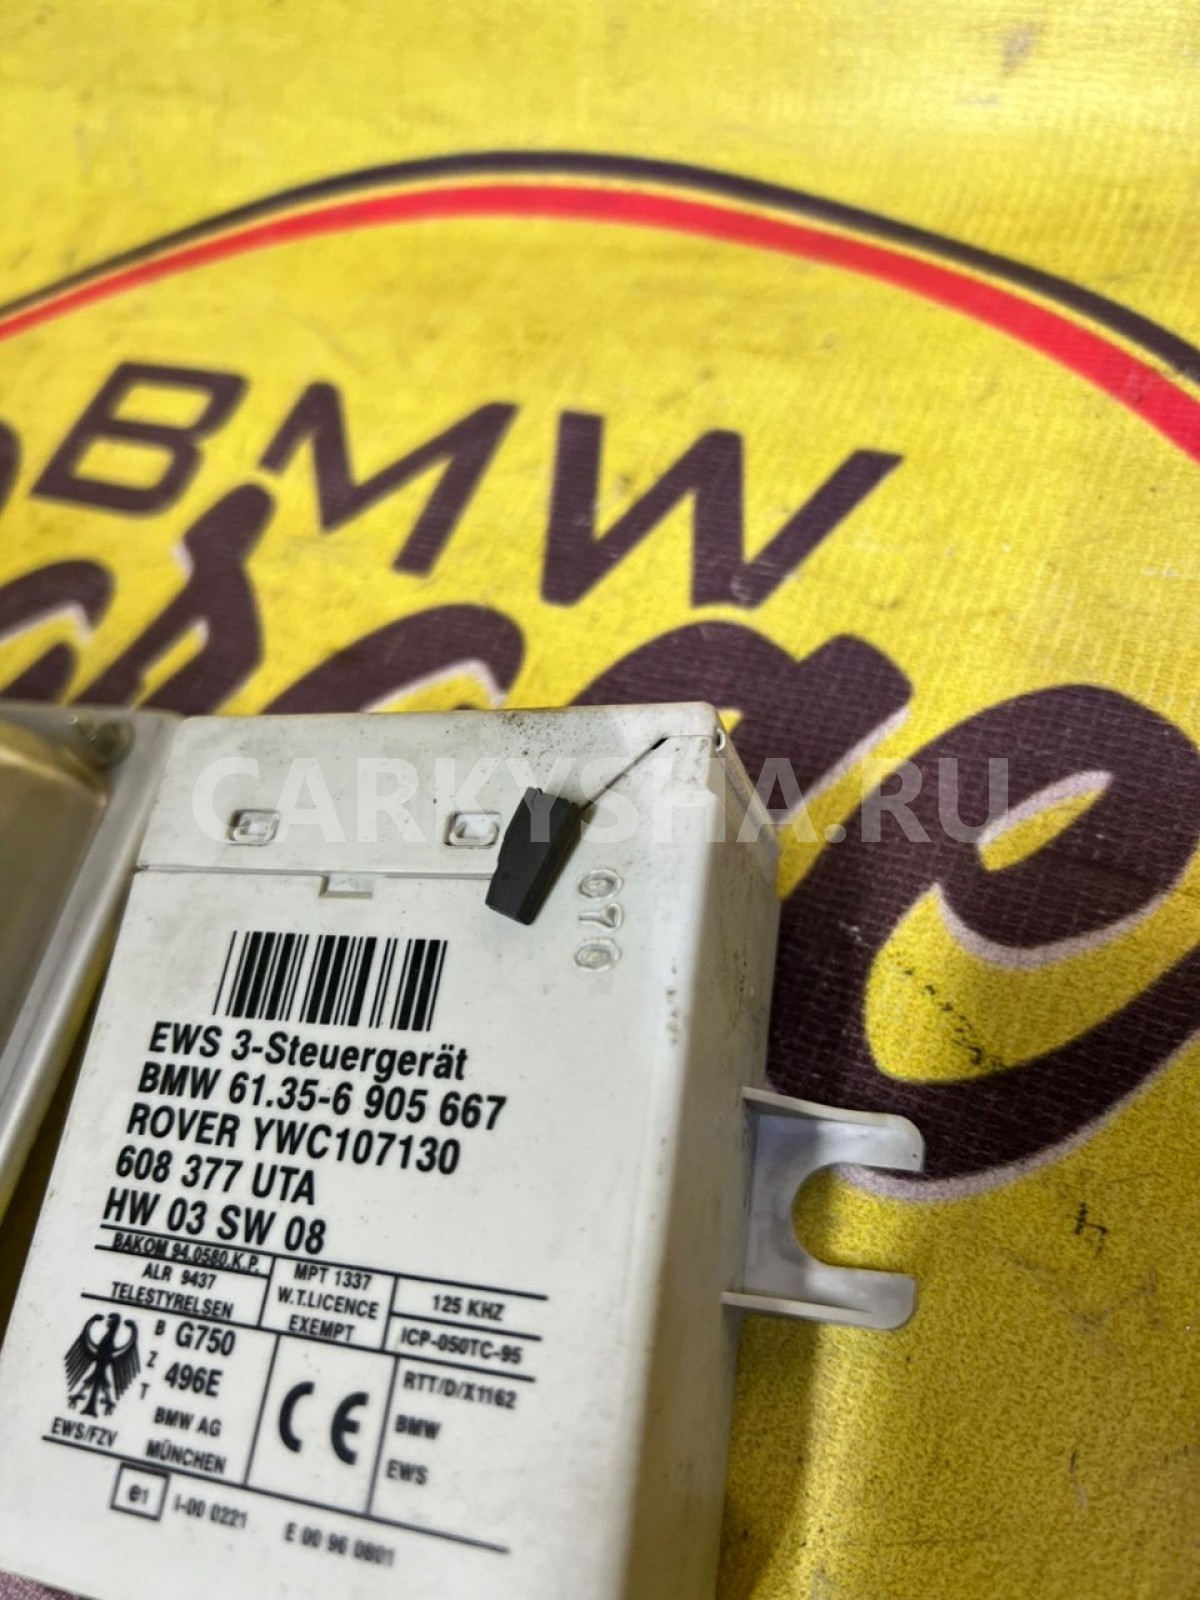 BMW
CARKYSHA.RU
070
EWS 3-Steuergerät
BMW 61.35-6 905 667
ROVER YWC107130
608 377 UTA
HW 03 SW 08
BAKOM 94.0580.K.P.
ALR 9437
TELESTYRELSEN
MPT 1337
W.T.LICENCE
EXEMPT
125 KHZ
ICP-050TC-95
B Z T
G750
496E
BMW AG
MÜNCHEN
EWS/FZV
CE
RTT/D/X1162
BMW
EWS
e1
I-00 0221
E 00 96 0801